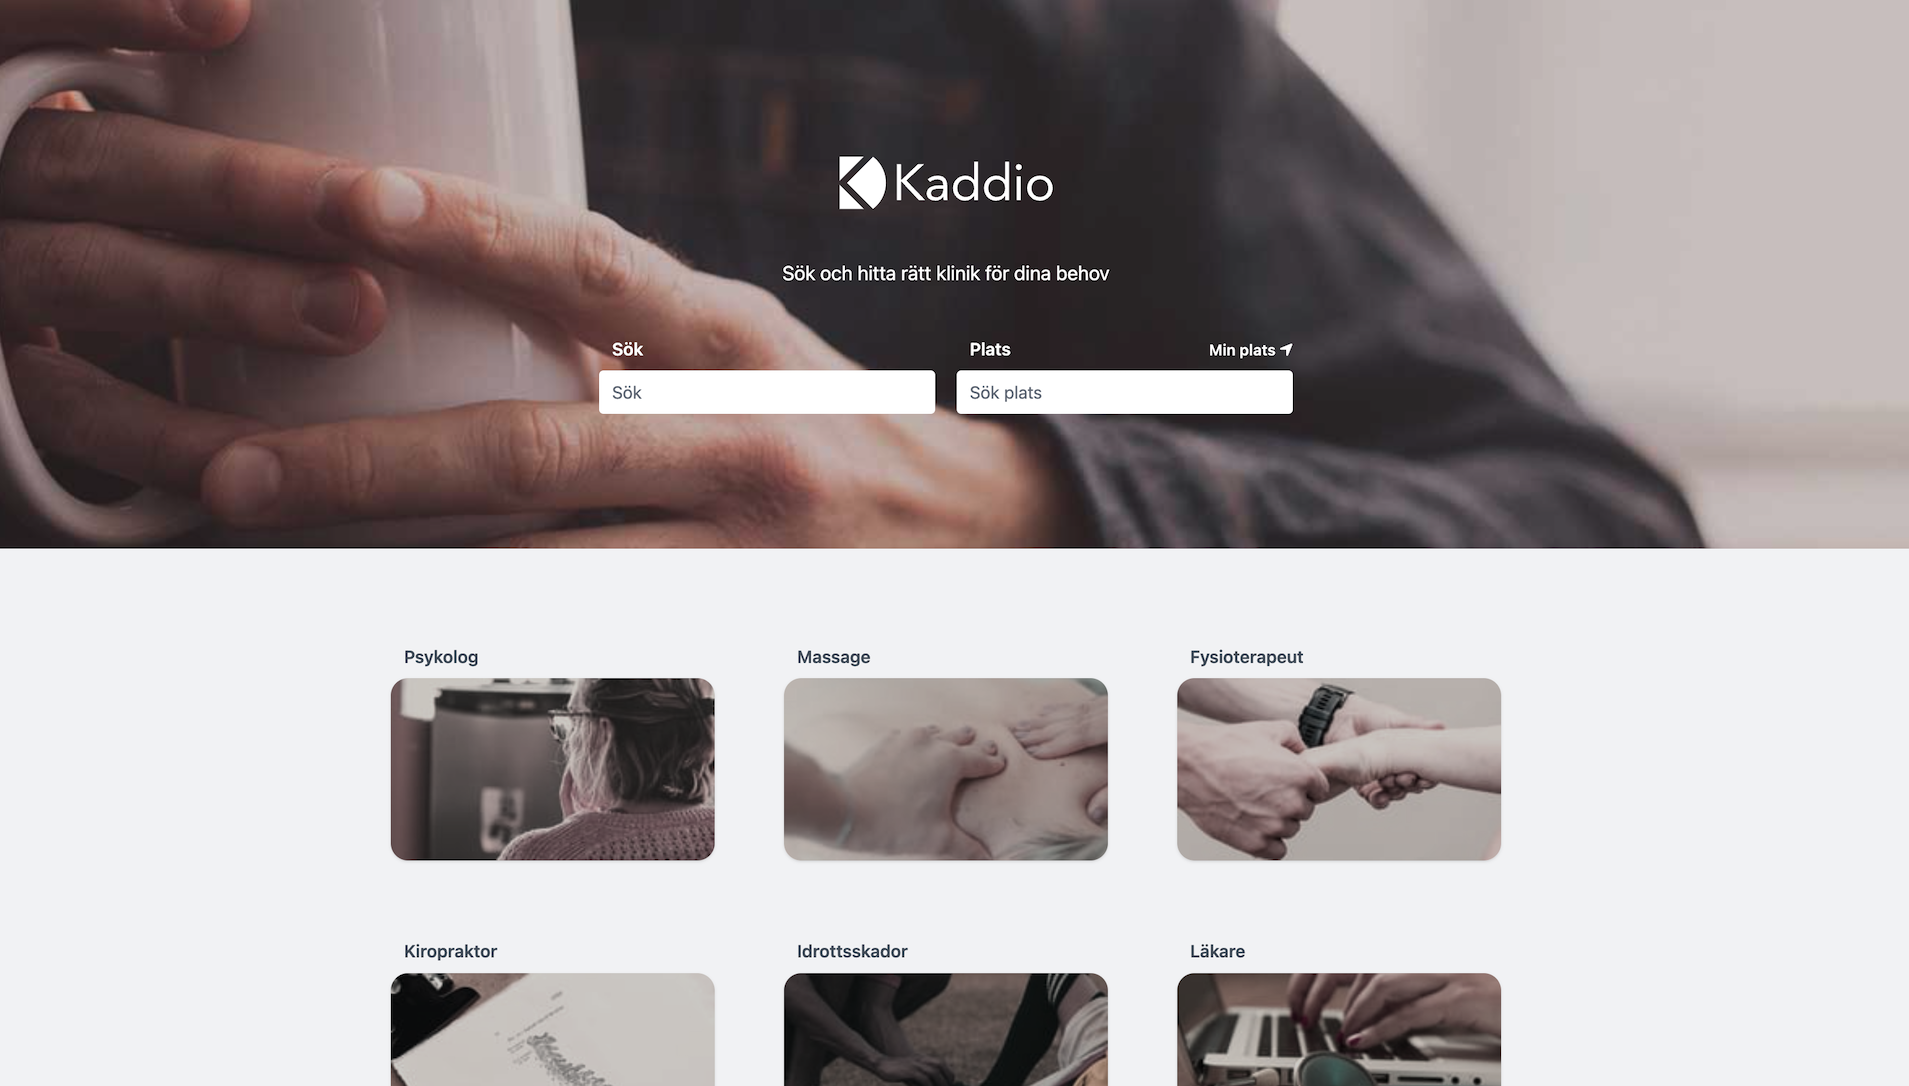 Kaddio
Sök och hitta rätt klinik för dina behov
Sök
Plats
Min plats
Sök
Sök plats
Psykolog
Massage
Fysioterapeut
Kiropraktor
Idrottsskador
Läkare